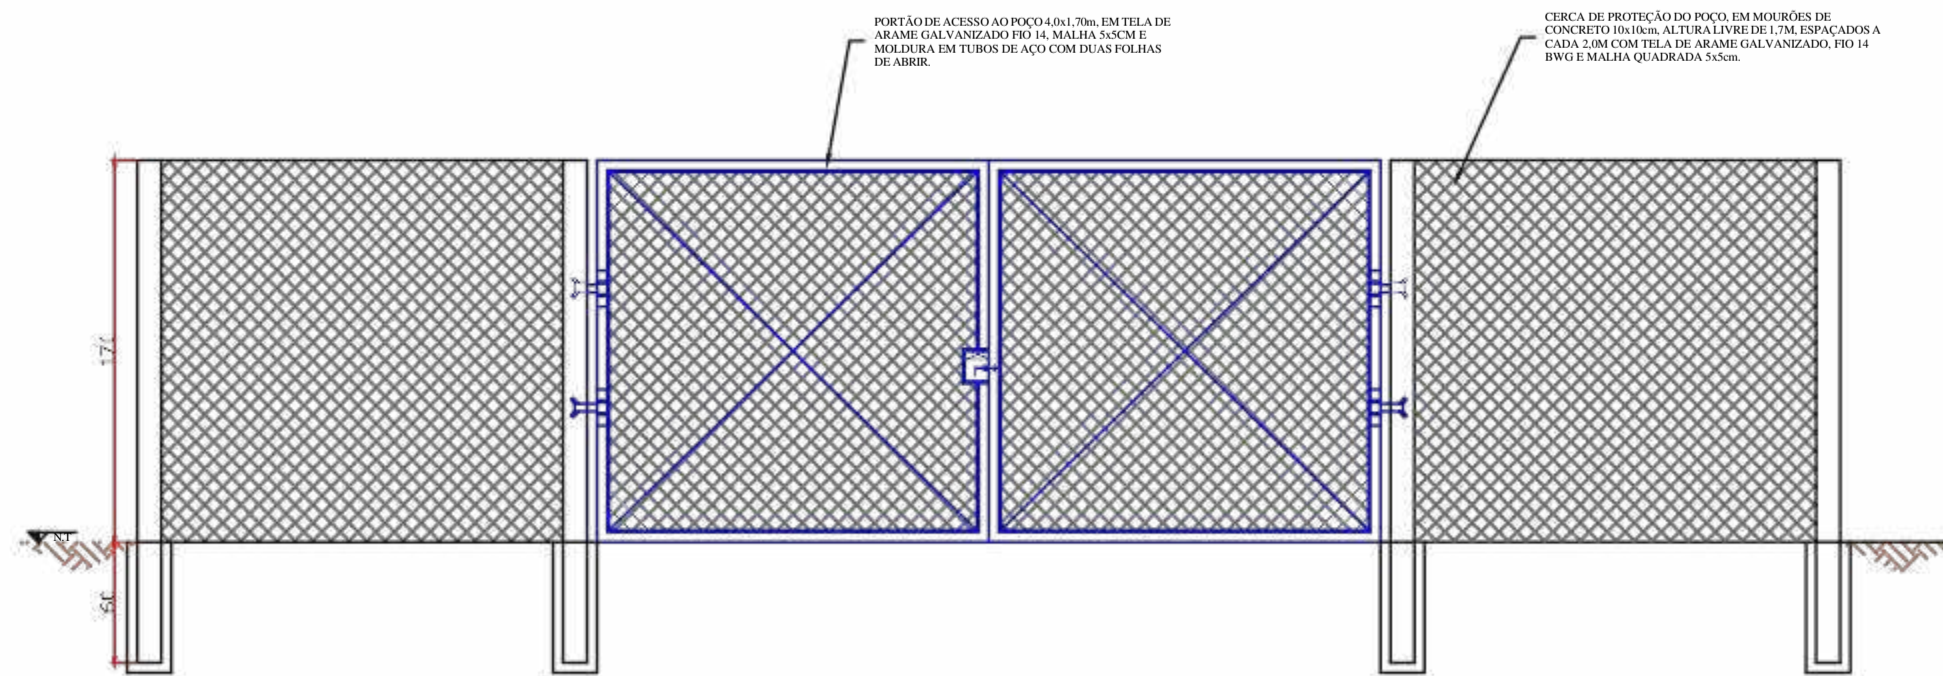 PORTÃO DE ACESSO AO POÇO 4,0x1,70m, EM TELA DE
ARAME GALVANIZADO FIO 14, MALHA 5x5CM E
MOLDURA EM TUBOS DE AÇO COM DUAS FOLHAS
DE ABRIR.
CERCA DE PROTEÇÃO DO POÇO, EM MOURÕES DE
CONCRETO 10x10cm, ALTURA LIVRE DE 1,7M, ESPAÇADOS A
CADA 2,0M COM TELA DE ARAME GALVANIZADO, FIO 14
BWG E MALHA QUADRADA 5x5cm.
N.T